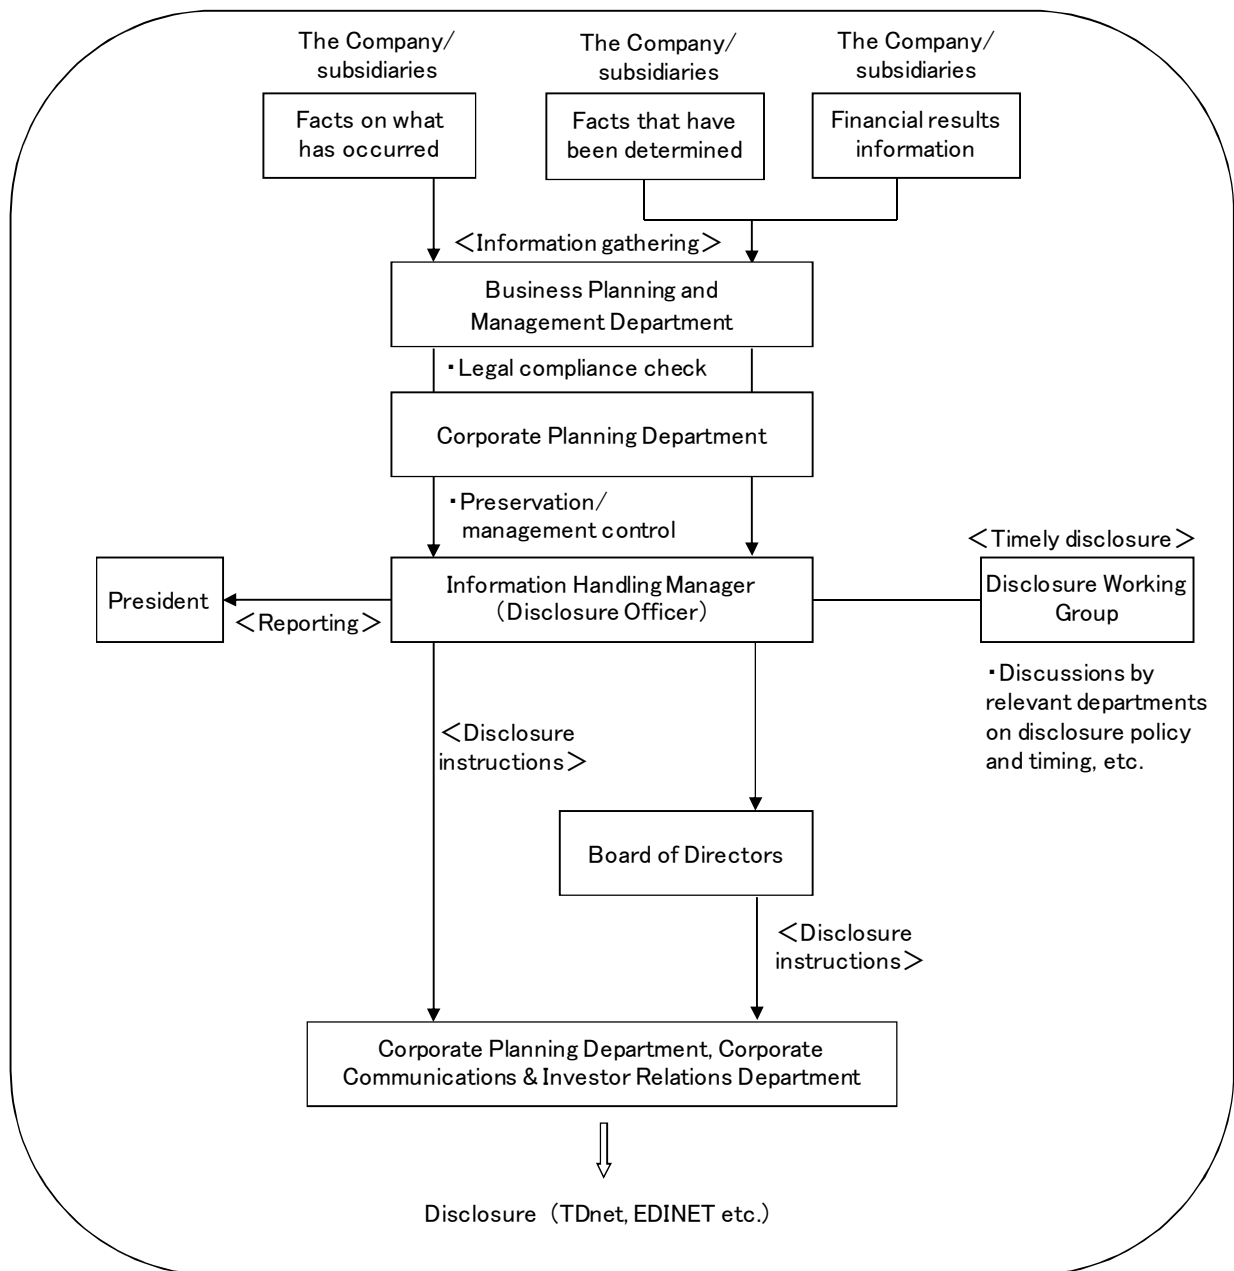 The Company/
subsidiaries
The Company/
subsidiaries
The Company/
subsidiaries
Facts on what
has occurred
Facts that have
been determined
Financial results
information
＜Information gathering＞
Business Planning and
Management Department
・Legal compliance check
Corporate Planning Department
・Preservation/
management control
＜Timely disclosure＞
President
＜Reporting＞
Information Handling Manager
（Disclosure Officer）
Disclosure Working
Group
・Discussions by
relevant departments
on disclosure policy
and timing, etc.
＜Disclosure
instructions＞
Board of Directors
＜Disclosure
instructions＞
Corporate Planning Department, Corporate
Communications & Investor Relations Department
Disclosure（TDnet, EDINET etc.）